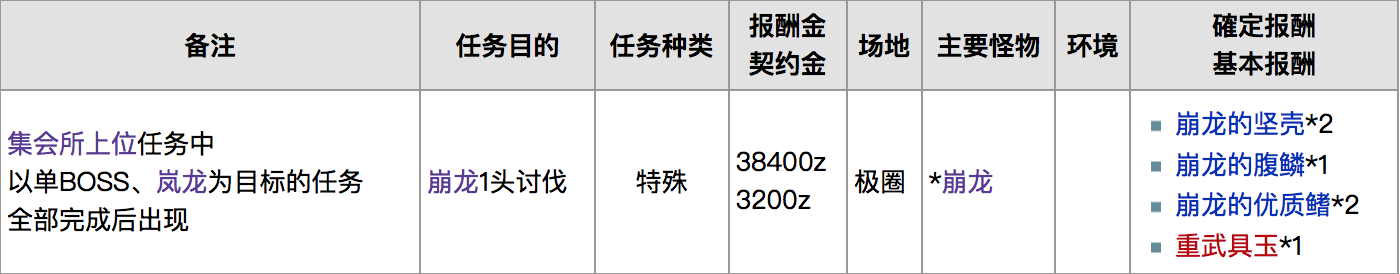 备注
任务目的
任务种类
报酬金
契约金
场地
主要怪物
环境
確定报酬
基本报酬
集会所上位任务中
以单BOSS、岚龙为目标的任务
全部完成后出现
崩龙1头讨伐
特殊
38400z
3200z
极圈
*崩龙
崩龙的坚壳*2
崩龙的腹鳞*1
崩龙的优质鳍*2
重武具玉*1